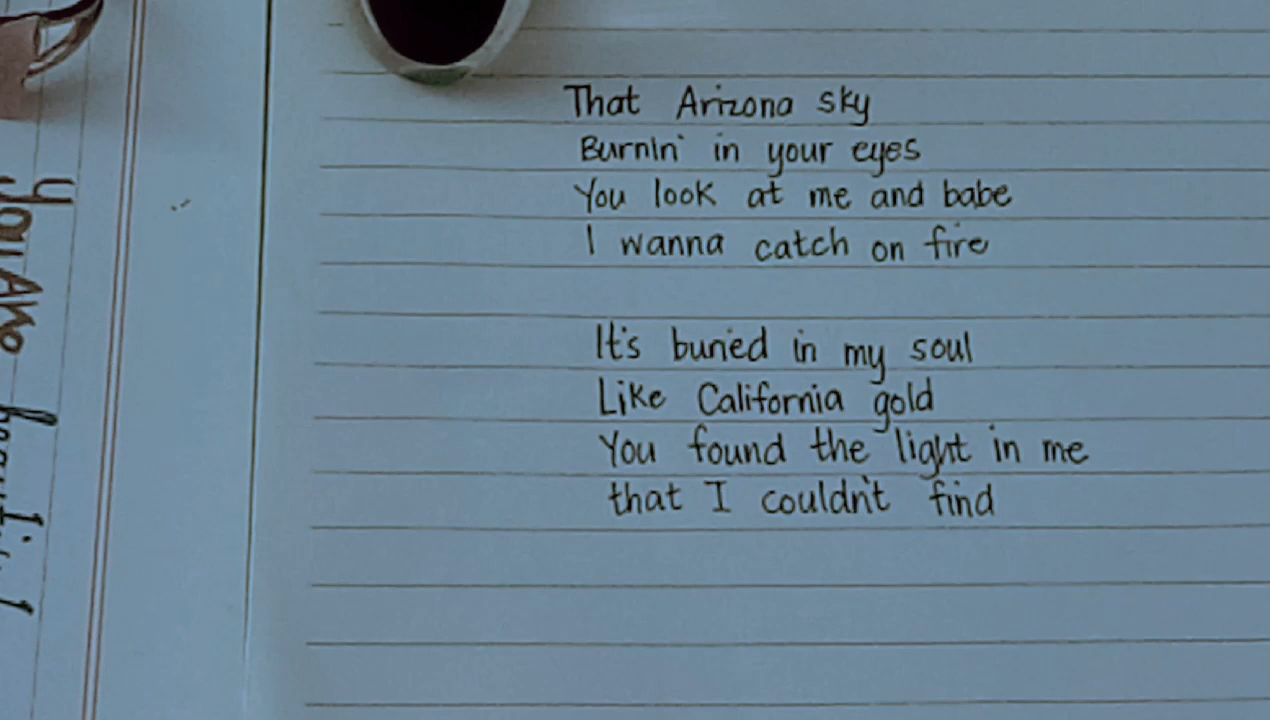 That Arizona sky
Burnin' in your eyes
You look at me and babe
I wanna catch on fire
It's buried in my soul
Like California gold
You found the light in me
that I couldn't find